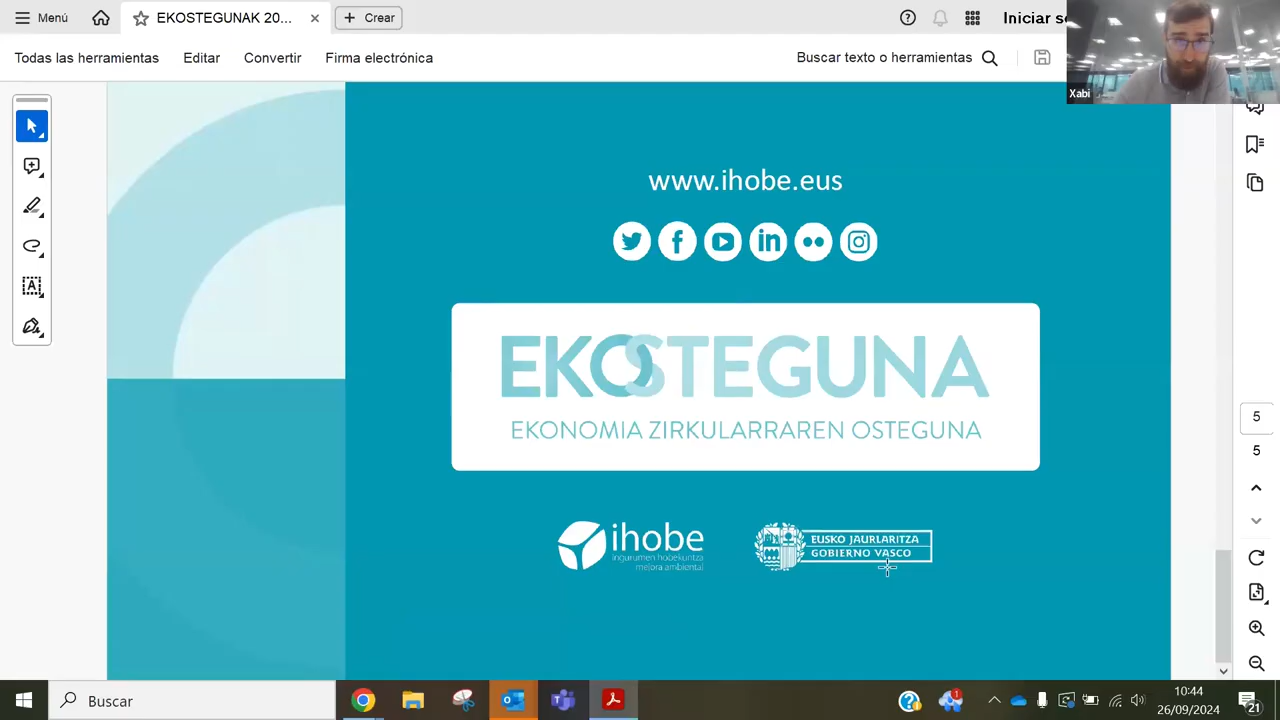 Menú
EKOSTEGUNAK 20...
Crear
Iniciar se
Todas las herramientas
Editar
Convertir
Firma electrónica
Buscar texto o herramientas
Xabi
www.ihobe.eus
EKOSTEGUNA
EKONOMIA ZIRKULARRAREN OSTEGUNA
ihobe
ingurumen hobekuntza
mejora ambiental
EUSKO JAURLARITZA
GOBIERNO VASCO
5
5
Buscar
1
10:44
26/09/2024
21